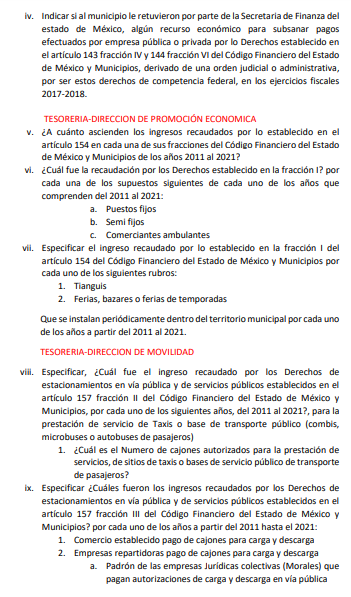 iv. Indicar si al municipio le retuvieron por parte de la Secretaria de Finanza del
estado de México, algún recurso económico para subsanar pagos
efectuados por empresa pública o privada por lo Derechos establecido en
el artículo 143 fracción IV y 144 fracción VI del Código Financiero del Estado
de México y Municipios, derivado de una orden judicial o administrativa,
por ser estos derechos de competencia federal, en los ejercicios fiscales
2017-2018.
TESORERIA-DIRECCION DE PROMOCIÓN ECONOMICA
v. ¿A cuánto ascienden los ingresos recaudados por lo establecido en el
artículo 154 en cada una de sus fracciones del Código Financiero del Estado
de México y Municipios de los años 2011 al 2021?
vi. ¿Cuál fue la recaudación por los Derechos establecido en la fracción I? por
cada una de los supuestos siguientes de cada uno de los años que
comprenden del 2011 al 2021:
a. Puestos fijos
b. Semi fijos
c. Comerciantes ambulantes
vii. Especificar el ingreso recaudado por lo establecido en la fracción I del
artículo 154 del Código Financiero del Estado de México y Municipios por
cada uno de los siguientes rubros:
1. Tianguis
2. Ferias, bazares o ferias de temporadas
Que se instalan periódicamente dentro del territorio municipal por cada uno
de los años a partir del 2011 al 2021.
TESORERIA-DIRECCION DE MOVILIDAD
viii. Especificar, ¿Cuál fue el ingreso recaudado por los Derechos de
estacionamientos en vía pública y de servicios públicos establecidos en el
artículo 157 fracción II del Código Financiero del Estado de México y
Municipios, por cada uno de los siguientes años, del 2011 al 2021?, para la
prestación de servicio de Taxis o base de transporte público (combis,
microbuses o autobuses de pasajeros)
1. ¿Cuál es el Numero de cajones autorizados para la prestación de
servicios, de sitios de taxis o bases de servicio público de transporte
de pasajeros?
ix. Especificar ¿Cuáles fueron los ingresos recaudados por los Derechos de
estacionamientos en vía pública y de servicios públicos establecidos en el
artículo 157 fracción III del Código Financiero del Estado de México y
Municipios? por cada uno de los años a partir del 2011 hasta el 2021:
1. Comercio establecido pago de cajones para carga y descarga
2. Empresas repartidoras pago de cajones para carga y descarga
a. Padrón de las empresas Jurídicas colectivas (Morales) que
pagan autorizaciones de carga y descarga en vía pública